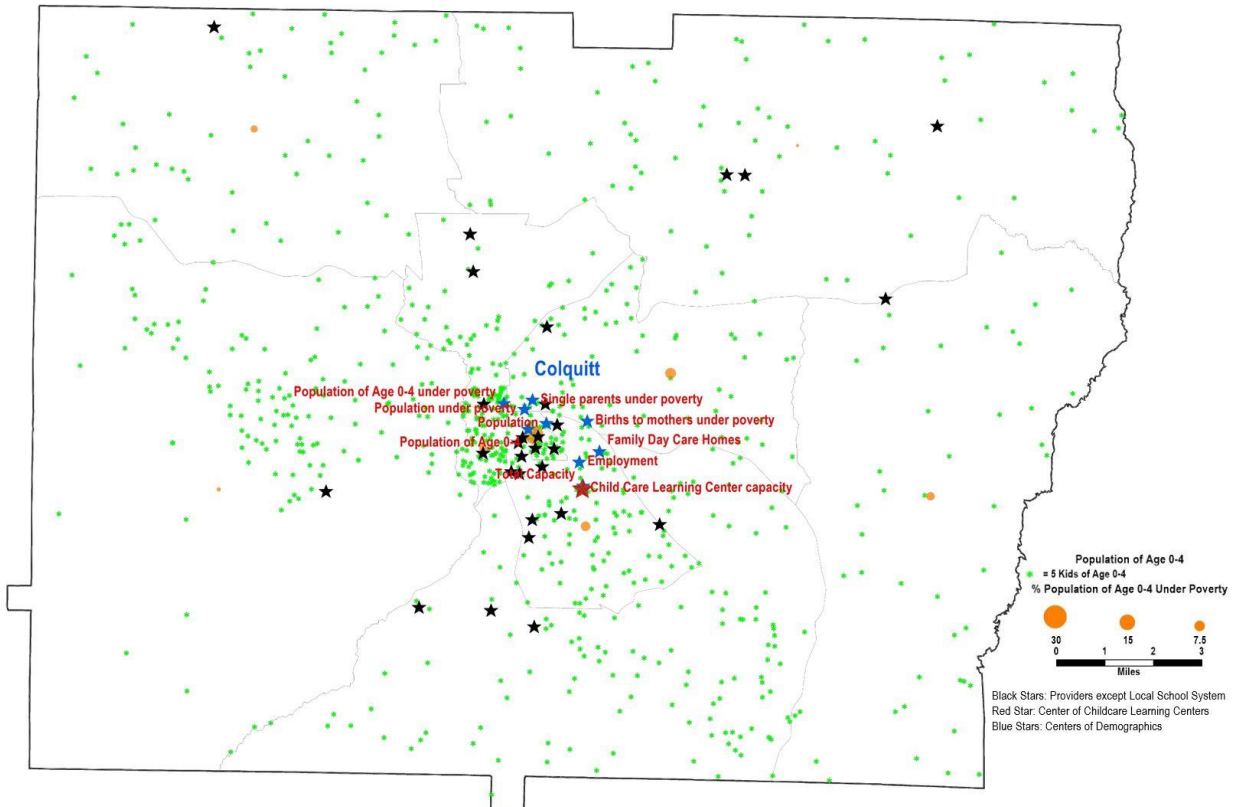 Colquitt
Population of Age 0-4 under poverty
Single parents under poverty
Population under poverty
Population
Births to mothers under poverty
Population of Age 0-4
Family Day Care Homes
Employment
Total Capacity
Child Care Learning Center capacity
Population of Age 0-4
= 5 Kids of Age 0-4
% Population of Age 0-4 Under Poverty
30 15 7.5
0 1 2 3
Miles
Black Stars: Providers except Local School System
Red Star: Center of Childcare Learning Centers
Blue Stars: Centers of Demographics